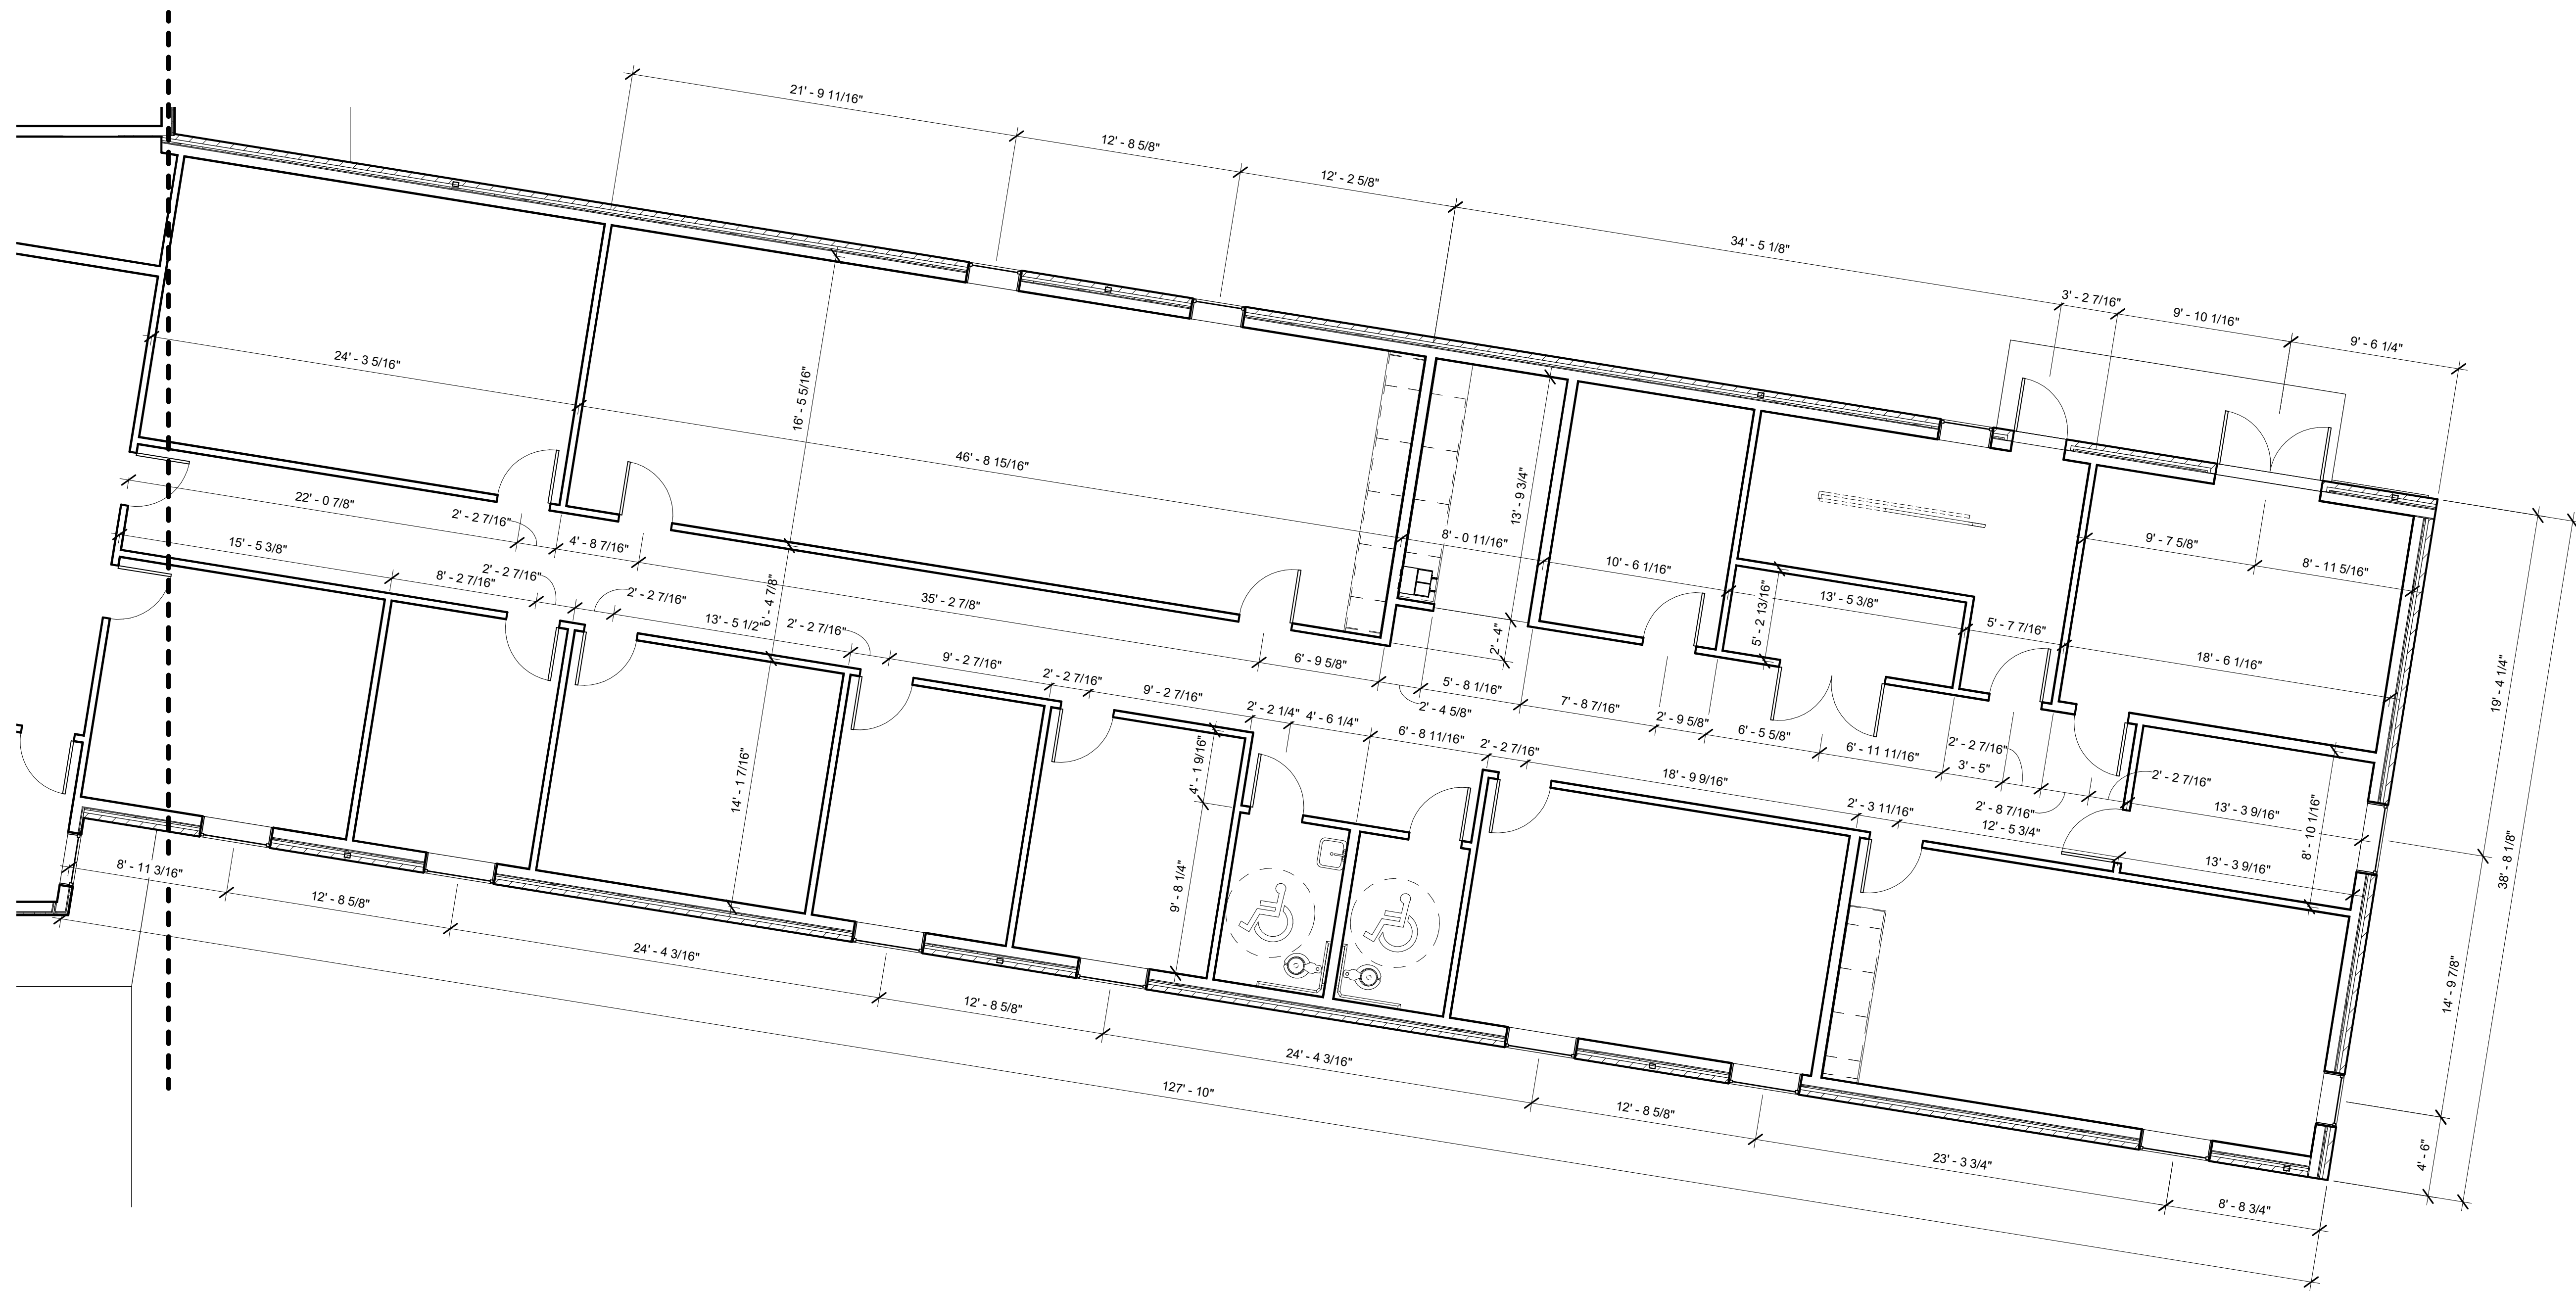 21' - 9 11/16"
12' - 8 5/8"
12' - 2 5/8"
34' - 5 1/8"
3' - 2 7/16"
9' - 10 1/16"
9' - 6 1/4"
24' - 3 5/16"
16' - 5 5/16"
46' - 8 15/16"
13' - 9 3/4"
8' - 0 11/16"
10' - 6 1/16"
13' - 5 3/8"
5' - 2 13/16"
5' - 7 7/16"
9' - 7 5/8"
8' - 11 5/16"
18' - 6 1/16"
19' - 4 1/4"
38' - 8 1/8"
22' - 0 7/8"
2' - 2 7/16"
4' - 8 7/16"
35' - 2 7/8"
6' - 9 5/8"
2' - 4 5/8"
5' - 8 1/16"
2' - 4"
7' - 8 7/16"
2' - 9 5/8"
6' - 5 5/8"
6' - 11 11/16"
3' - 5"
2' - 2 7/16"
2' - 8 7/16"
2' - 2 7/16"
13' - 3 9/16"
15' - 5 3/8"
8' - 2 7/16"
2' - 2 7/16"
2' - 2 7/16"
13' - 5 1/2"
6' - 4 7/8"
2' - 2 7/16"
9' - 2 7/16"
2' - 2 7/16"
9' - 2 7/16"
2' - 2 1/4"
4' - 6 1/4"
6' - 8 11/16"
2' - 2 7/16"
18' - 9 9/16"
2' - 3 11/16"
12' - 5 3/4"
13' - 3 9/16"
8' - 10 1/16"
14' - 1 7/16"
4' - 1 9/16"
9' - 8 1/4"
14' - 9 7/8"
4' - 6"
8' - 11 3/16"
12' - 8 5/8"
24' - 4 3/16"
12' - 8 5/8"
24' - 4 3/16"
12' - 8 5/8"
23' - 3 3/4"
8' - 8 3/4"
127' - 10"